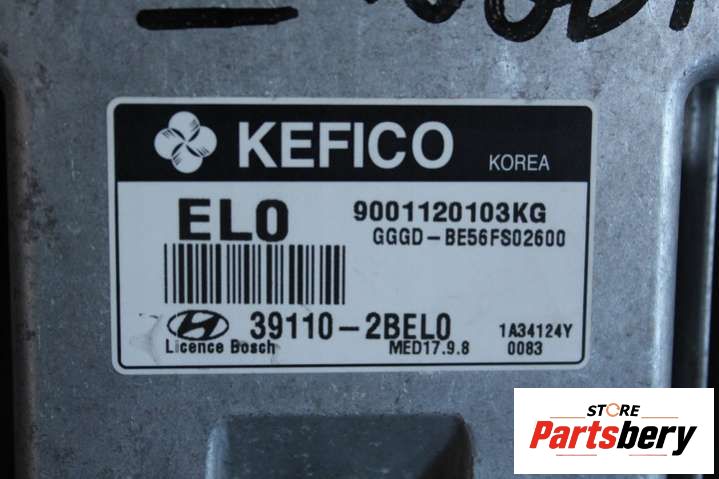 KEFICO KOREA
EL0 9001120103KG
GGGD-BE56FS02600
39110-2BEL0 1A34124Y
Licence Bosch MED17.9.8 0083
STORE
Partsbery